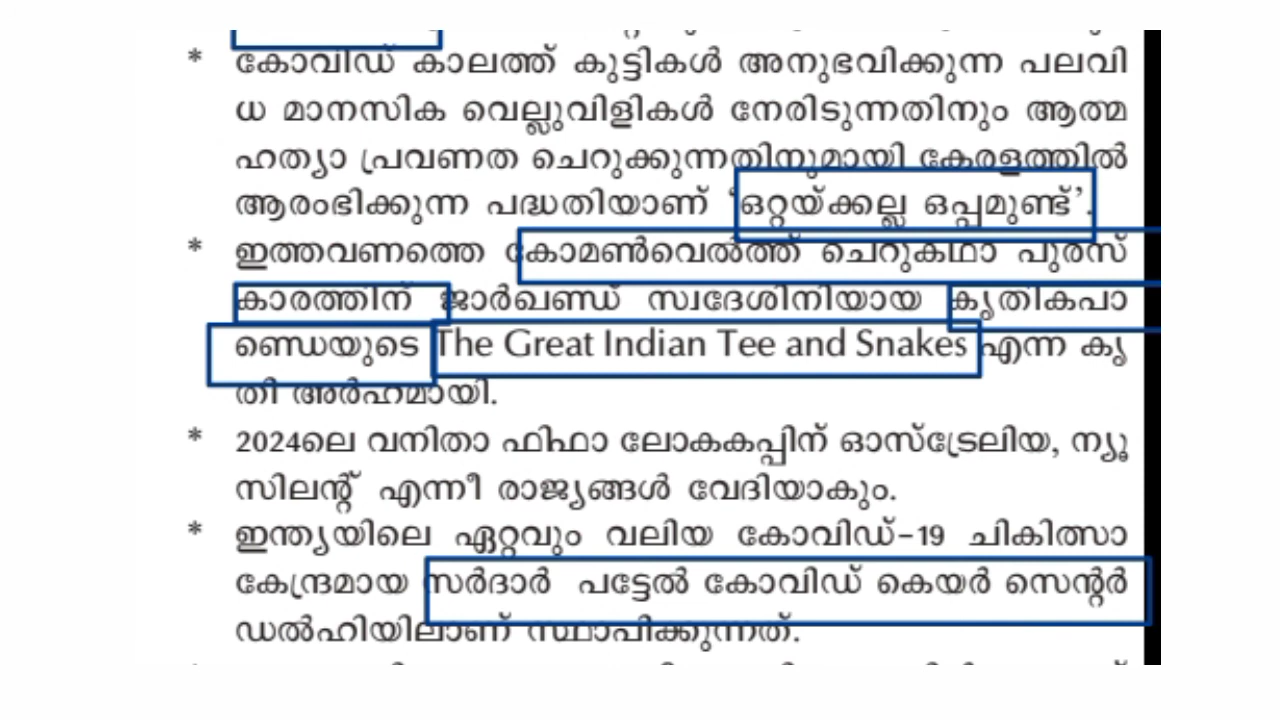 * കോവിഡ് കാലത്ത് കുട്ടികൾ അനുഭവിക്കുന്ന പലവി
ധ മാനസിക വെല്ലുവിളികൾ നേരിടുന്നതിനും ആത്മ
ഹത്യാ പ്രവണത ചെറുക്കുന്നതിനുമായി കേരളത്തിൽ
ആരംഭിക്കുന്ന പദ്ധതിയാണ് ‘ഒറ്റയ്ക്കല്ല ഒപ്പമുണ്ട്’.
* ഇത്തവണത്തെ കോമൺവെൽത്ത് ചെറുകഥാ പുരസ്
കാരത്തിന് ജാർഖണ്ഡ് സ്വദേശിനിയായ കൃതികപാ
ണ്ഡെയുടെ The Great Indian Tee and Snakes എന്ന കൃ
തി അർഹമായി.
* 2024ലെ വനിതാ ഫിഫാ ലോകകപ്പിന് ഓസ്ട്രേലിയ, ന്യൂ
സിലന്റ് എന്നീ രാജ്യങ്ങൾ വേദിയാകും.
* ഇന്ത്യയിലെ ഏറ്റവും വലിയ കോവിഡ്-19 ചികിത്സാ
കേന്ദ്രമായ സർദാർ പട്ടേൽ കോവിഡ് കെയർ സെന്റർ
ഡൽഹിയിലാണ് സ്ഥാപിക്കുന്നത്.